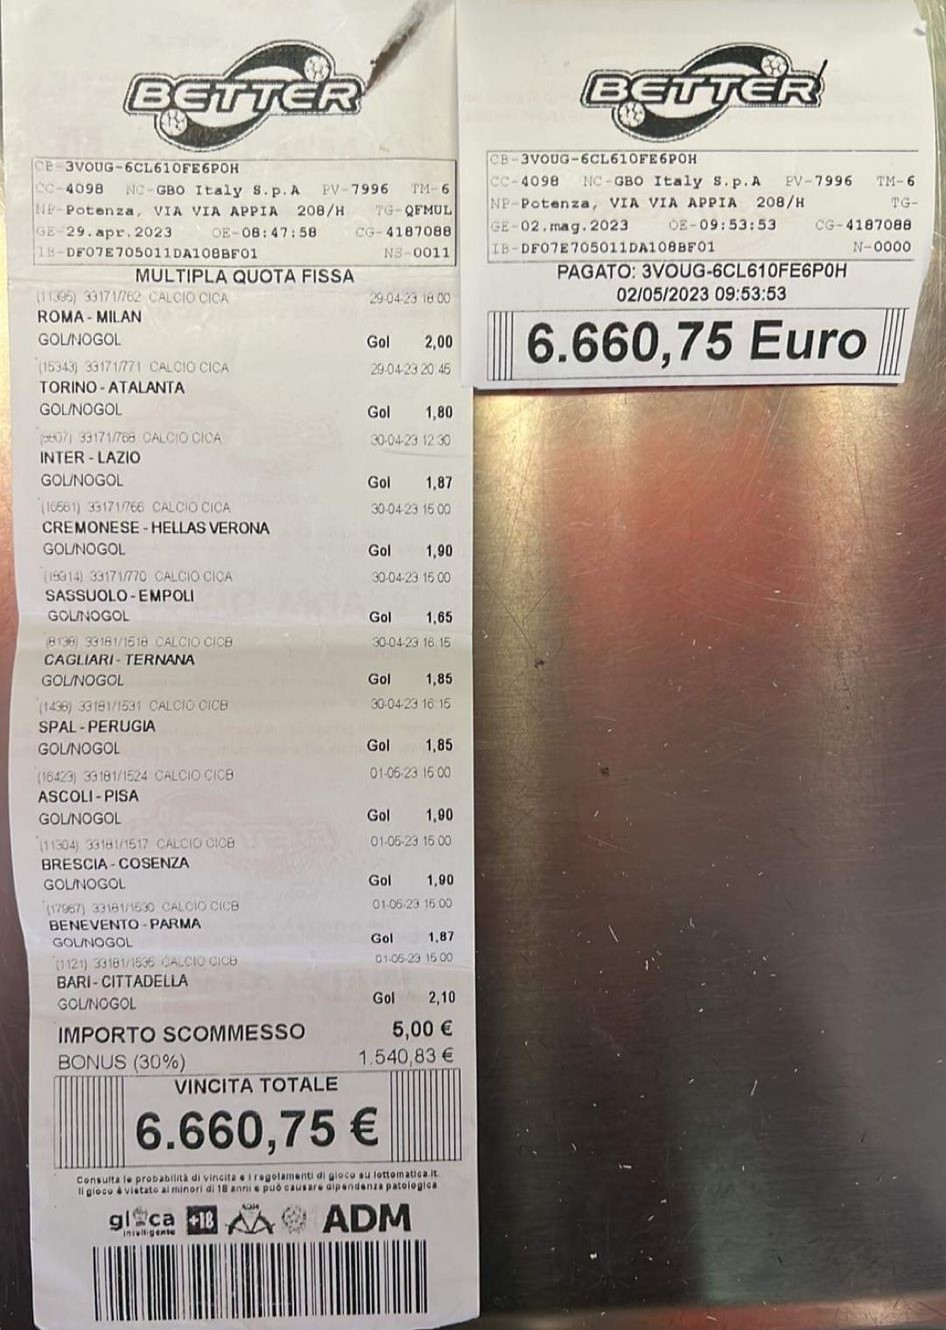 BETTER
CB-3VOUG-6CL610FE6P0H
CC-4098 NC-GBO Italy S.p.A PV-7996 TM-6
NP-Potenza, VIA VIA APPIA 208/H TG-QFMUL
GE-29.apr.2023 OE-08:47:58 CG-4187088
IB-DF07E705011DA108BF01 NS-0011
MULTIPLA QUOTA FISSA
(11395) 33171/762 CALCIO CICA 29-04-23 18:00
ROMA - MILAN
GOL/NOGOL Gol 2,00
(15343) 33171/771 CALCIO CICA 29-04-23 20:45
TORINO - ATALANTA
GOL/NOGOL Gol 1,80
33171/768 CALCIO CICA 30-04-23 12:30
INTER - LAZIO
GOL/NOGOL Gol 1,87
(16561) 33171/766 CALCIO CICA 30-04-23 15:00
CREMONESE - HELLAS VERONA
GOL/NOGOL Gol 1,90
33171/770 CALCIO CICA 30-04-23 15:00
SASSUOLO - EMPOLI
GOL/NOGOL Gol 1,65
33181/1518 CALCIO CICB 30-04-23 16:15
CAGLIARI - TERNANA
GOL/NOGOL Gol 1,85
(1436) 33181/1531 CALCIO CICB 30-04-23 16:15
SPAL - PERUGIA
GOL/NOGOL Gol 1,85
(16423) 33181/1524 CALCIO CICB 01-05-23 15:00
ASCOLI - PISA
GOL/NOGOL Gol 1,90
(11304) 33181/1517 CALCIO CICB 01-05-23 15:00
BRESCIA - COSENZA
GOL/NOGOL Gol 1,90
(17967) 33181/1530 CALCIO CICB 01-05-23 15:00
BENEVENTO - PARMA
GOL/NOGOL Gol 1,87
(1121) 33181/1535 CALCIO CICB 01-05-23 15:00
BARI - CITTADELLA
GOL/NOGOL Gol 2,10
IMPORTO SCOMMESSO 5,00 €
BONUS (30%) 1.540,83 €
VINCITA TOTALE
6.660,75 €
Consulta le probabilità di vincita e i regolamenti di gioco su lottomatica.it.
Il gioco è vietato ai minori di 18 anni e può causare dipendenza patologica
gioca intelligente +18 ADM
BETTER
CB-3VOUG-6CL610FE6P0H
CC-4098 NC-GBO Italy S.p.A PV-7996 TM-6
NP-Potenza, VIA VIA APPIA 208/H TG-
GE-02.mag.2023 OE-09:53:53 CG-4187088
IB-DF07E705011DA108BF01 N-0000
PAGATO: 3VOUG-6CL610FE6P0H
02/05/2023 09:53:53
6.660,75 Euro